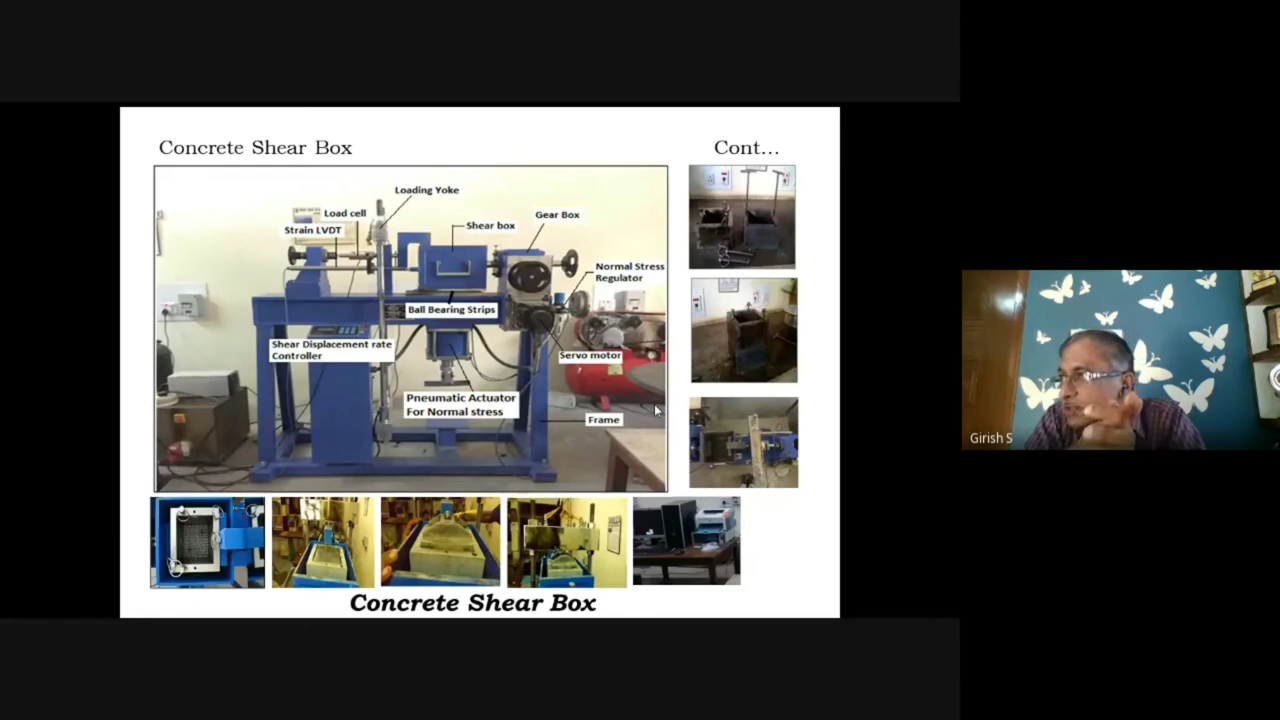 Concrete Shear Box
Cont...
Loading Yoke
Load cell
Gear Box
Strain LVDT
Shear box
Normal Stress
Regulator
Ball Bearing Strips
Shear Displacement rate
Controller
Servo motor
Pneumatic Actuator
For Normal stress
Frame
Girish S
Concrete Shear Box